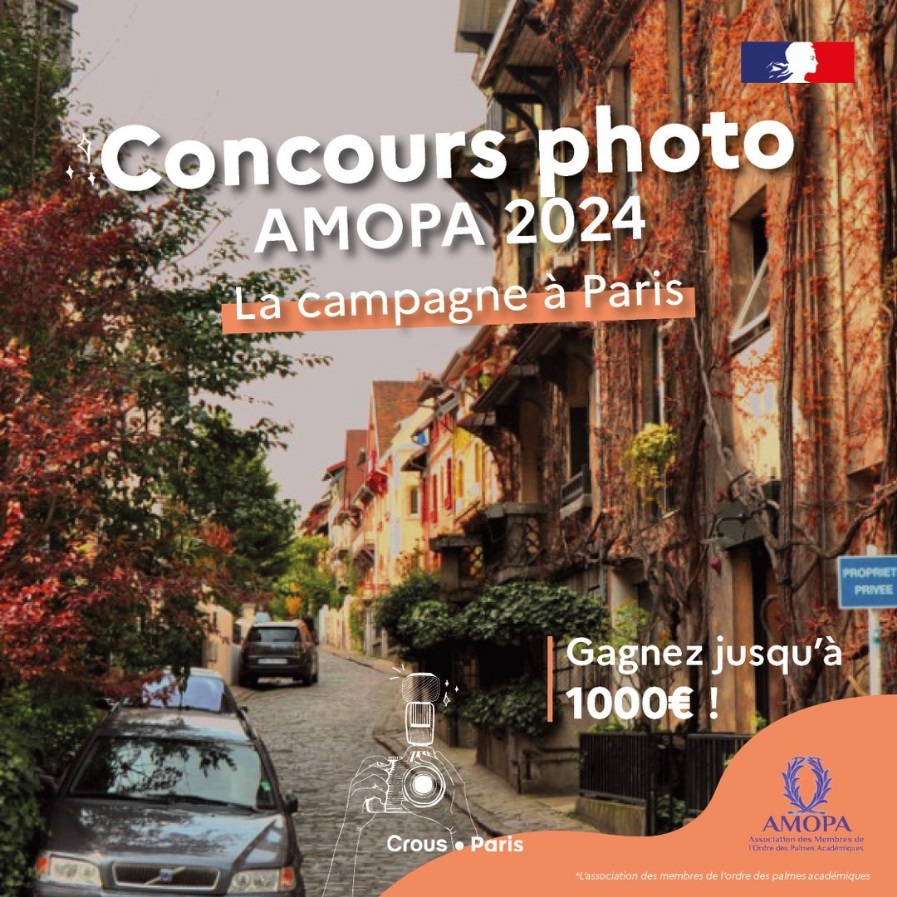 Concours photo
AMOPA 2024
La campagne à Paris
PROPRIET
PRIVEE
Gagnez jusqu'à
1000€ !
Crous • Paris
AMOPA
Association des Membres de
l'Ordre des Palmes Académiques
*L'association des membres de l'ordre des palmes académiques